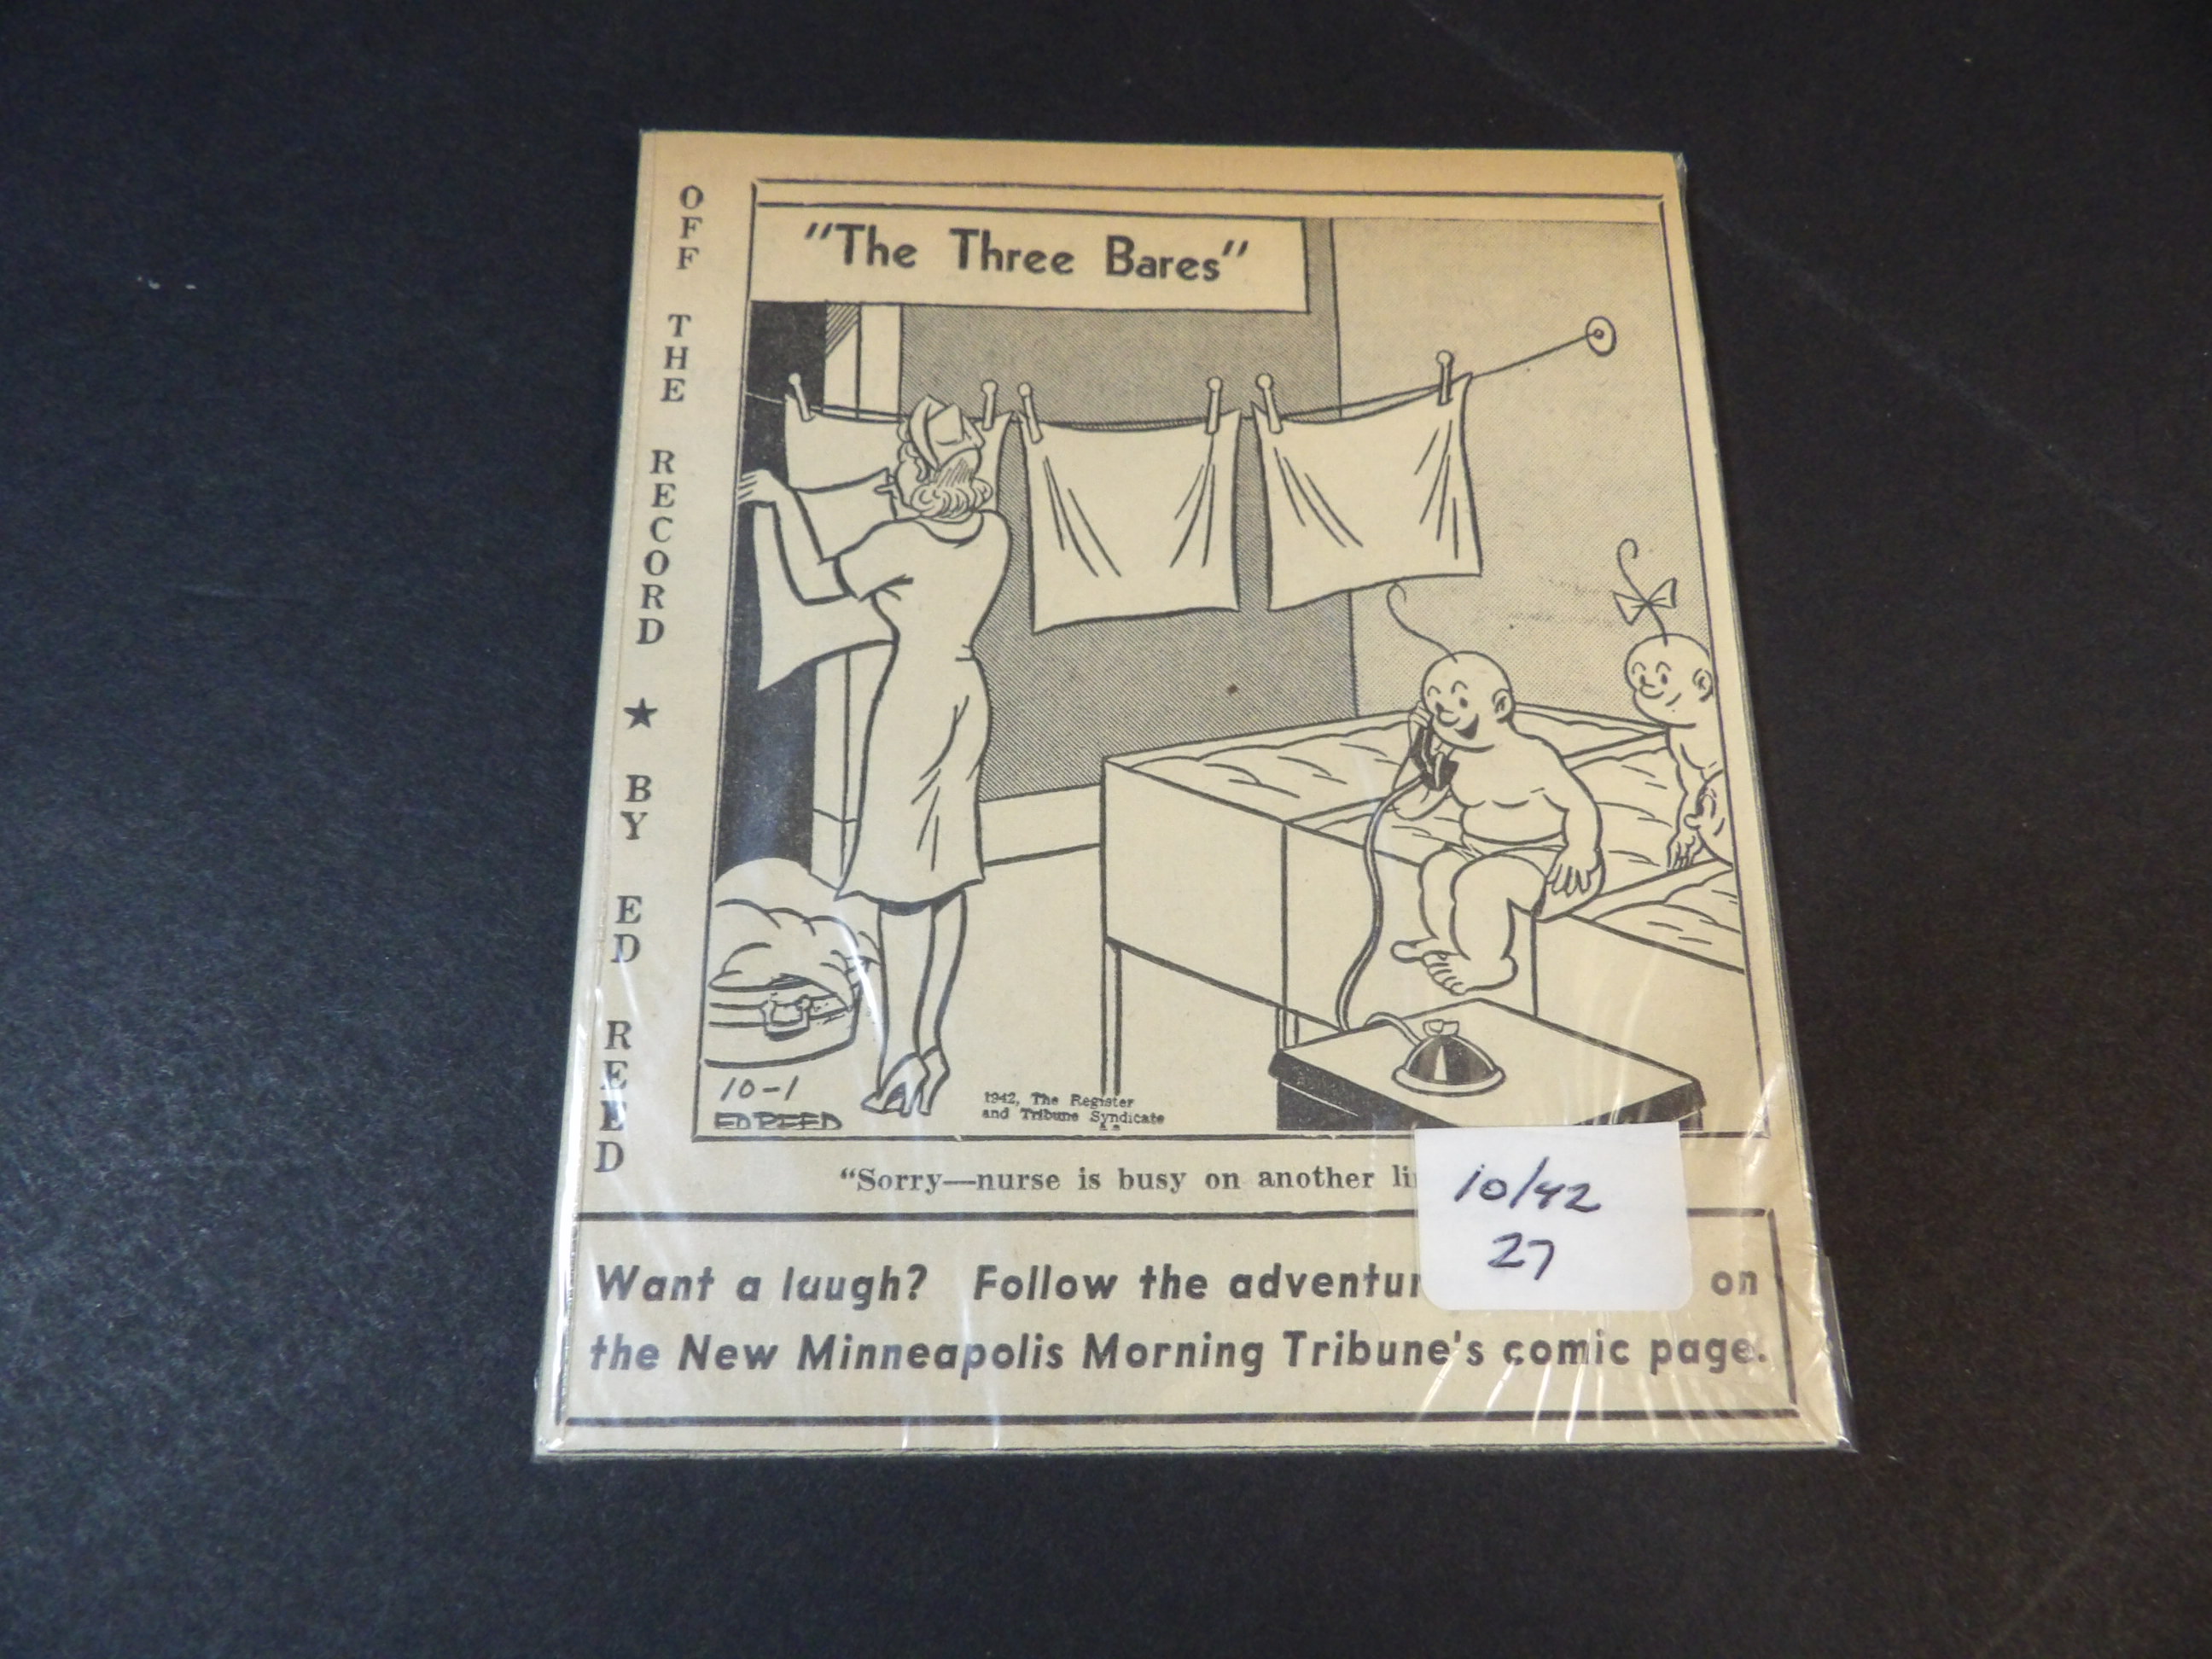 OFF THE RECORD ★ BY ED REED
"The Three Bares"
10-1
ED REED
1942, The Register
and Tribune Syndicate
"Sorry—nurse is busy on another
10/42
27
Want a laugh? Follow the on
the New Minneapolis Morning Tribune's comic page.